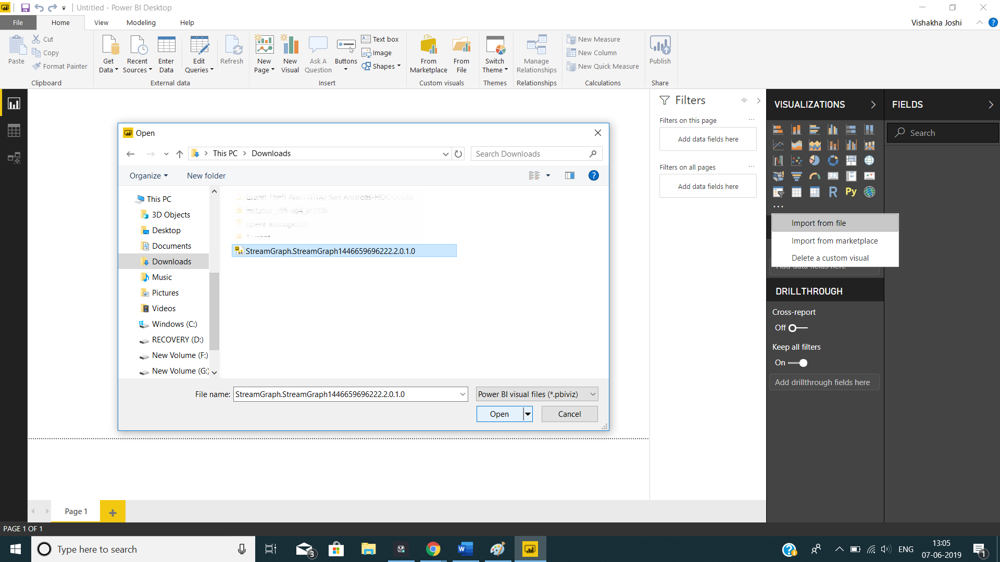 Untitled - Power BI Desktop
File Home View Modeling Help
Vishakha Joshi
Paste
Cut
Copy
Format Painter
Clipboard
Get Data
Recent Sources
Enter Data
Edit Queries
Refresh
External data
New Page
New Visual
Ask A Question
Buttons
Text box
Image
Shapes
Insert
From Marketplace
From File
Custom visuals
Switch Theme
Themes
Manage Relationships
Relationships
New Measure
New Column
New Quick Measure
Calculations
Publish
Share
Open
This PC > Downloads
Search Downloads
Organize
New folder
This PC
3D Objects
Desktop
Documents
Downloads
Music
Pictures
Videos
Windows (C:)
RECOVERY (D:)
New Volume (F:)
New Volume (G:)
Grand Theft Auto (GTA) San Andreas-HOODLUM
opera autoupdate
StreamGraph.StreamGraph1446659696222.2.0.1.0
File name: StreamGraph.StreamGraph1446659696222.2.0.1.0
Power BI visual files (*.pbiviz)
Open
Cancel
Filters
Filters on this page
Add data fields here
Filters on all pages
Add data fields here
VISUALIZATIONS
123
R Py
Import from file
Import from marketplace
Delete a custom visual
DRILLTHROUGH
Cross-report
Off
Keep all filters
On
Add drillthrough fields here
FIELDS
Search
Page 1
PAGE 1 OF 1
Type here to search
3
ENG
13:05
07-06-2019
1